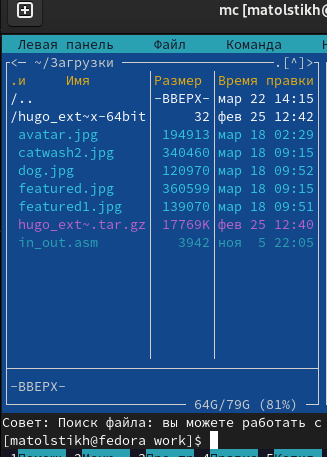 mc [matolstikh@
Левая панель Файл Команда
<— ~/Загрузки .[^]>
.и Имя Размер Время правки
/.. -ВВЕРХ- мар 22 14:15
/hugo_ext~x-64bit 32 фев 25 12:42
avatar.jpg 194913 мар 18 02:29
catwash2.jpg 340460 мар 18 09:15
dog.jpg 120970 мар 18 09:52
featured.jpg 360599 мар 18 09:15
featured1.jpg 139070 мар 18 09:51
hugo_ext~.tar.gz 17769K фев 25 12:40
in_out.asm 3942 ноя 5 22:05
-ВВЕРХ-
64G/79G (81%)
Совет: Поиск файла: вы можете работать с
[matolstikh@fedora work]$